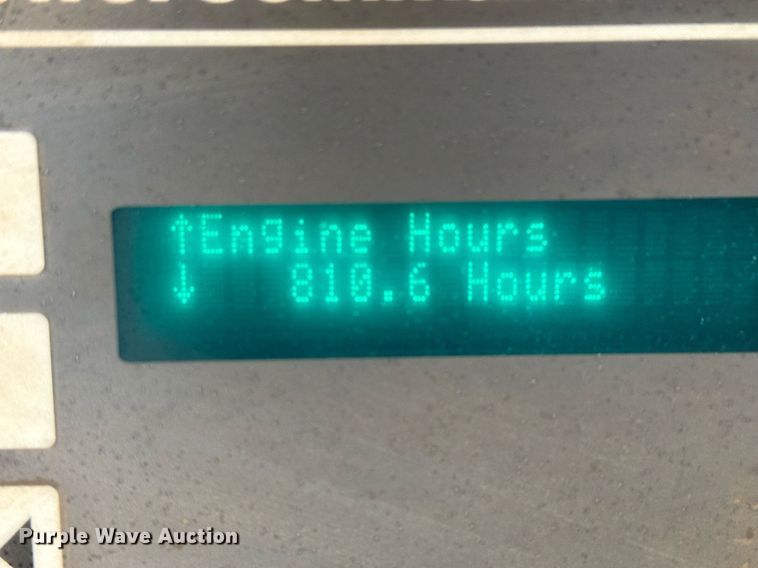 ↑Engine Hours
↓ 810.6 Hours
Purple Wave Auction